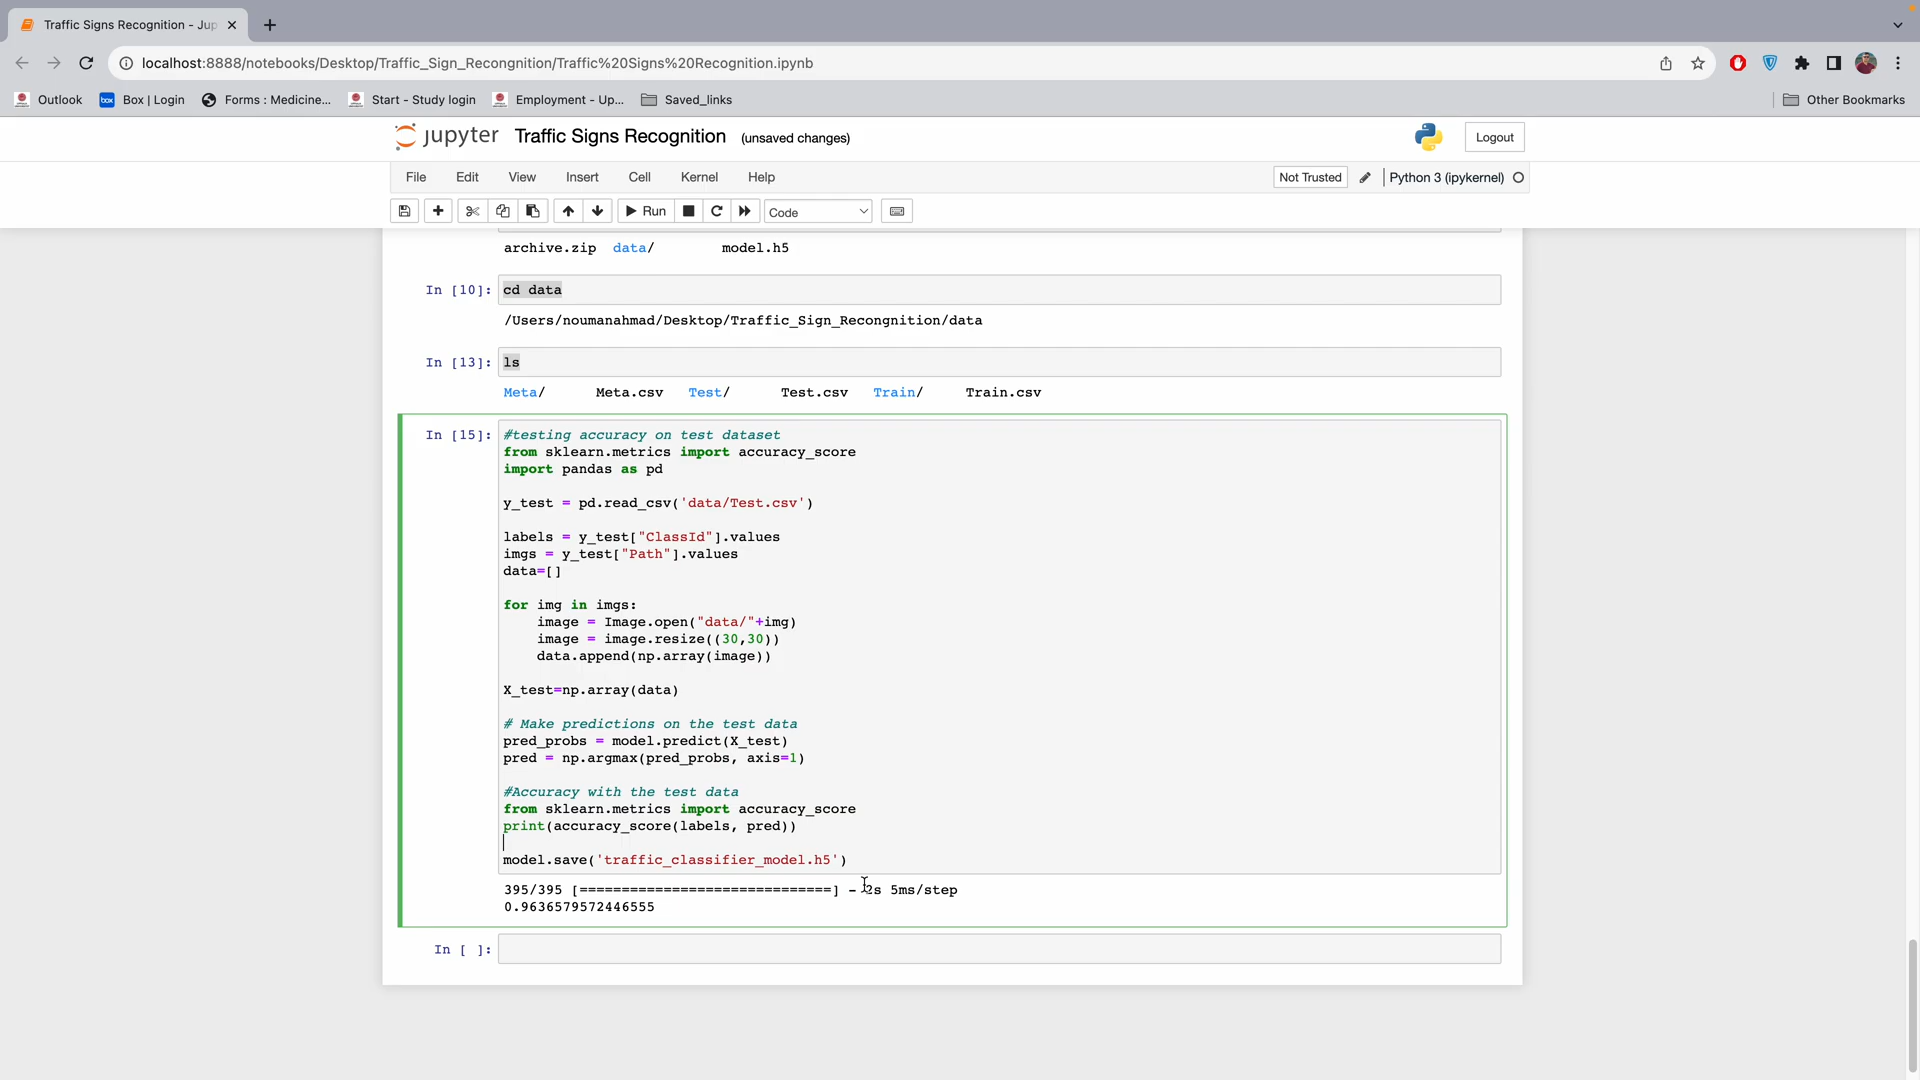 Traffic Signs Recognition - Jup
localhost:8888/notebooks/Desktop/Traffic_Sign_Recongnition/Traffic%20Signs%20Recognition.ipynb
Outlook Box | Login Forms : Medicine... Start - Study login Employment - Up... Saved_links Other Bookmarks
jupyter Traffic Signs Recognition (unsaved changes) Logout
File Edit View Insert Cell Kernel Help Not Trusted Python 3 (ipykernel)
Run Code
archive.zip data/ model.h5
In [10]: cd data
/Users/noumanahmad/Desktop/Traffic_Sign_Recongnition/data
In [13]: ls
Meta/ Meta.csv Test/ Test.csv Train/ Train.csv
In [15]: #testing accuracy on test dataset
from sklearn.metrics import accuracy_score
import pandas as pd
y_test = pd.read_csv('data/Test.csv')
labels = y_test["ClassId"].values
imgs = y_test["Path"].values
data=[]
for img in imgs:
    image = Image.open("data/"+img)
    image = image.resize((30,30))
    data.append(np.array(image))
X_test=np.array(data)
# Make predictions on the test data
pred_probs = model.predict(X_test)
pred = np.argmax(pred_probs, axis=1)
#Accuracy with the test data
from sklearn.metrics import accuracy_score
print(accuracy_score(labels, pred))
model.save('traffic_classifier_model.h5')
395/395 [==============================] - 2s 5ms/step
0.9636579572446555
In [ ]: